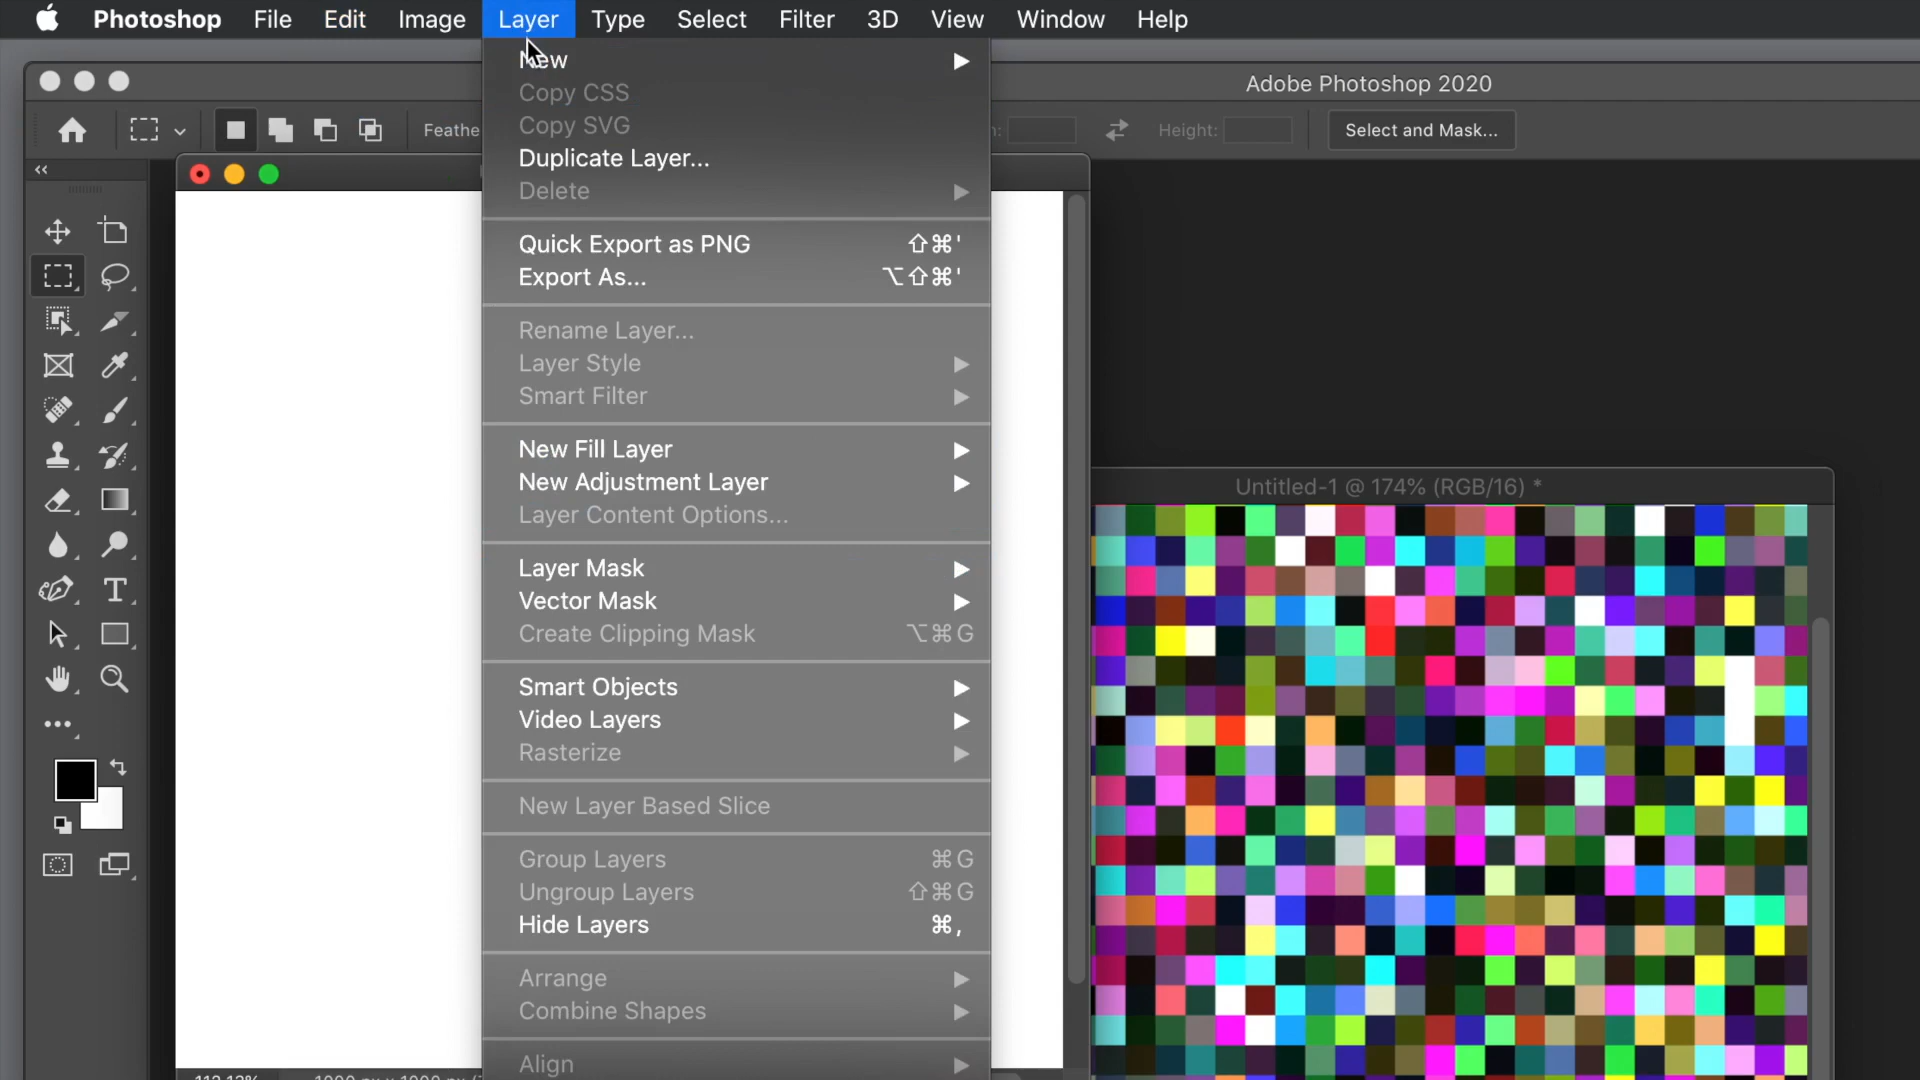 Photoshop File Edit Image Layer Type Select Filter 3D View Window Help
Adobe Photoshop 2020
Feathe
Height:
Select and Mask...
New
Copy CSS
Copy SVG
Duplicate Layer...
Delete
Quick Export as PNG ⇧⌘'
Export As... ⌥⇧⌘'
Rename Layer...
Layer Style
Smart Filter
New Fill Layer
New Adjustment Layer
Layer Content Options...
Layer Mask
Vector Mask
Create Clipping Mask ⌥⌘G
Smart Objects
Video Layers
Rasterize
New Layer Based Slice
Group Layers ⌘G
Ungroup Layers ⇧⌘G
Hide Layers ⌘,
Arrange
Combine Shapes
Align
Untitled-1 @ 174% (RGB/16) *